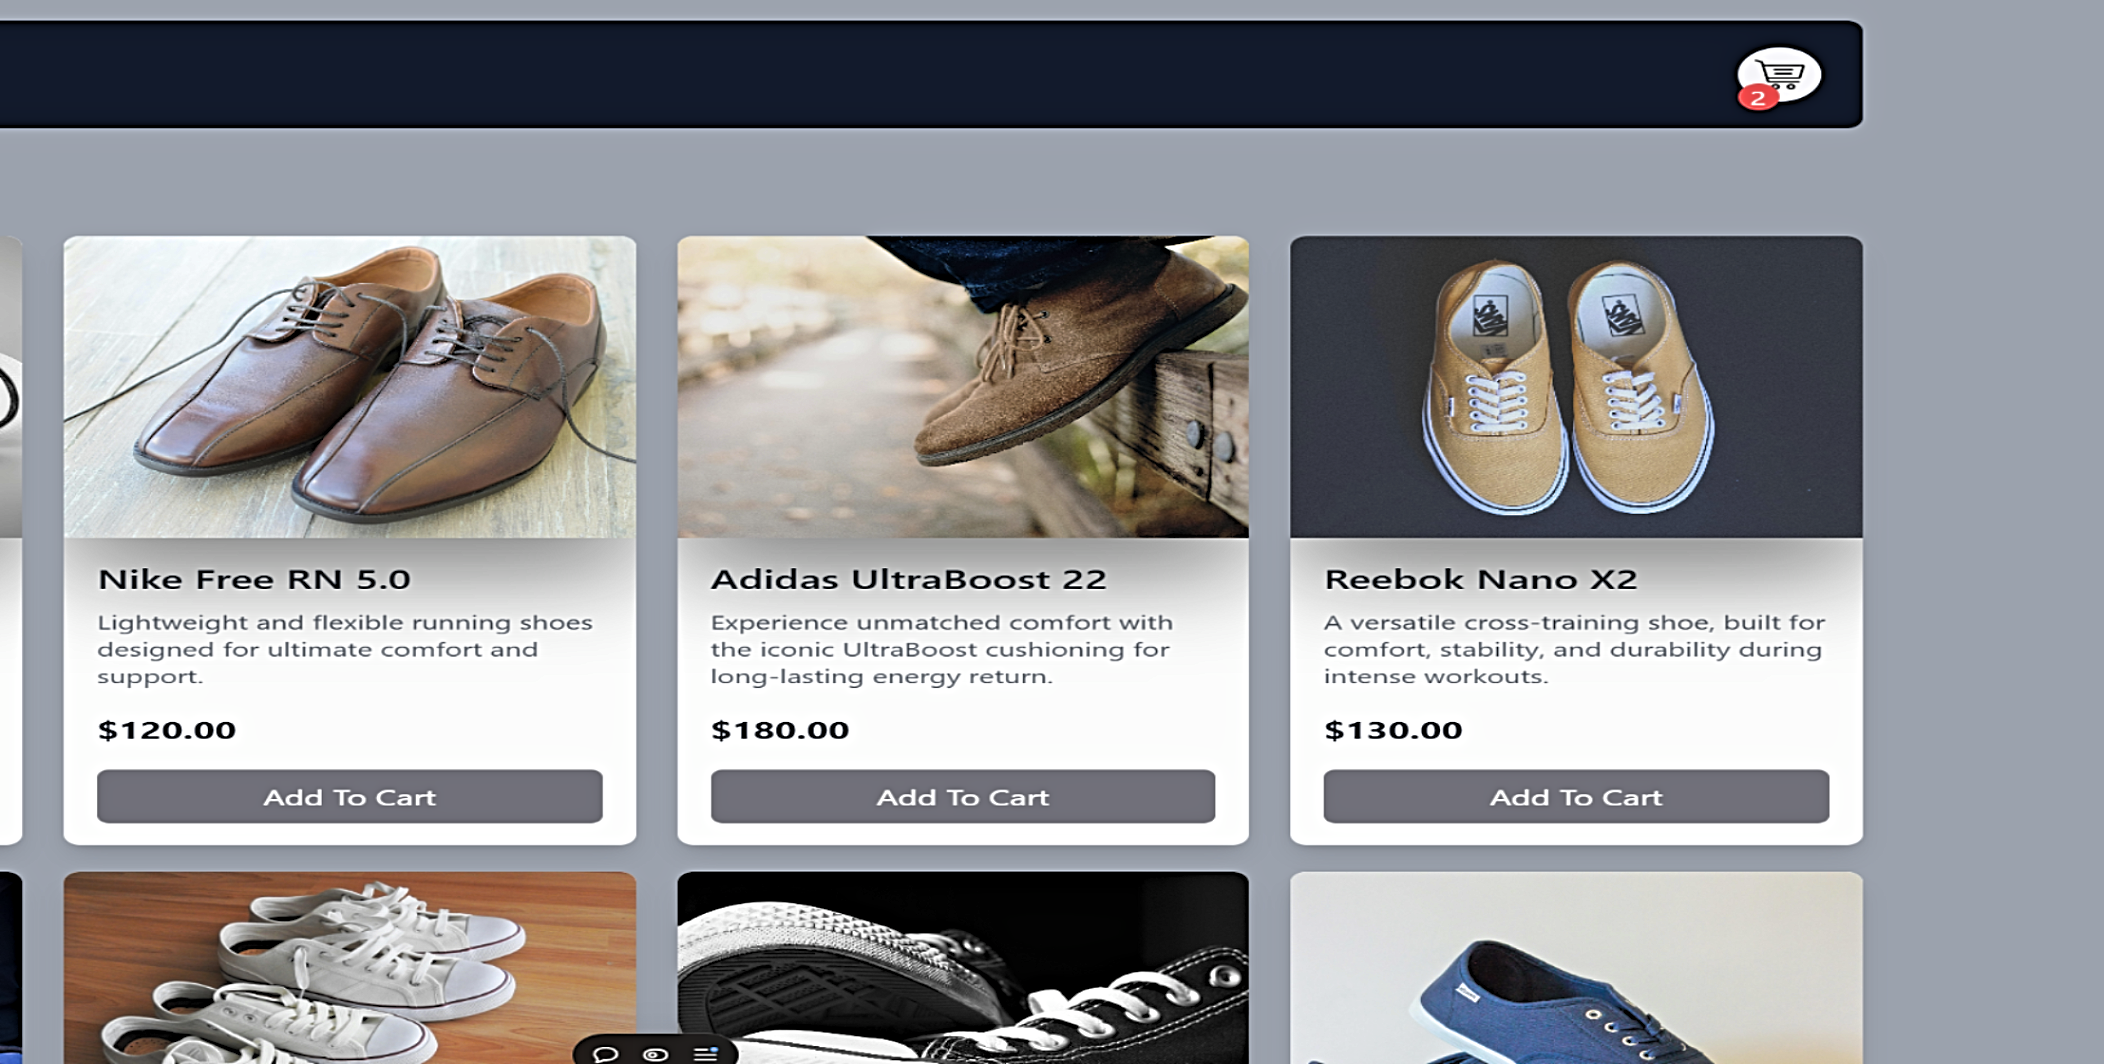 2
Nike Free RN 5.0
Lightweight and flexible running shoes
designed for ultimate comfort and
support.
$120.00
Add To Cart
Adidas UltraBoost 22
Experience unmatched comfort with
the iconic UltraBoost cushioning for
long-lasting energy return.
$180.00
Add To Cart
VANS
VANS
Reebok Nano X2
A versatile cross-training shoe, built for
comfort, stability, and durability during
intense workouts.
$130.00
Add To Cart